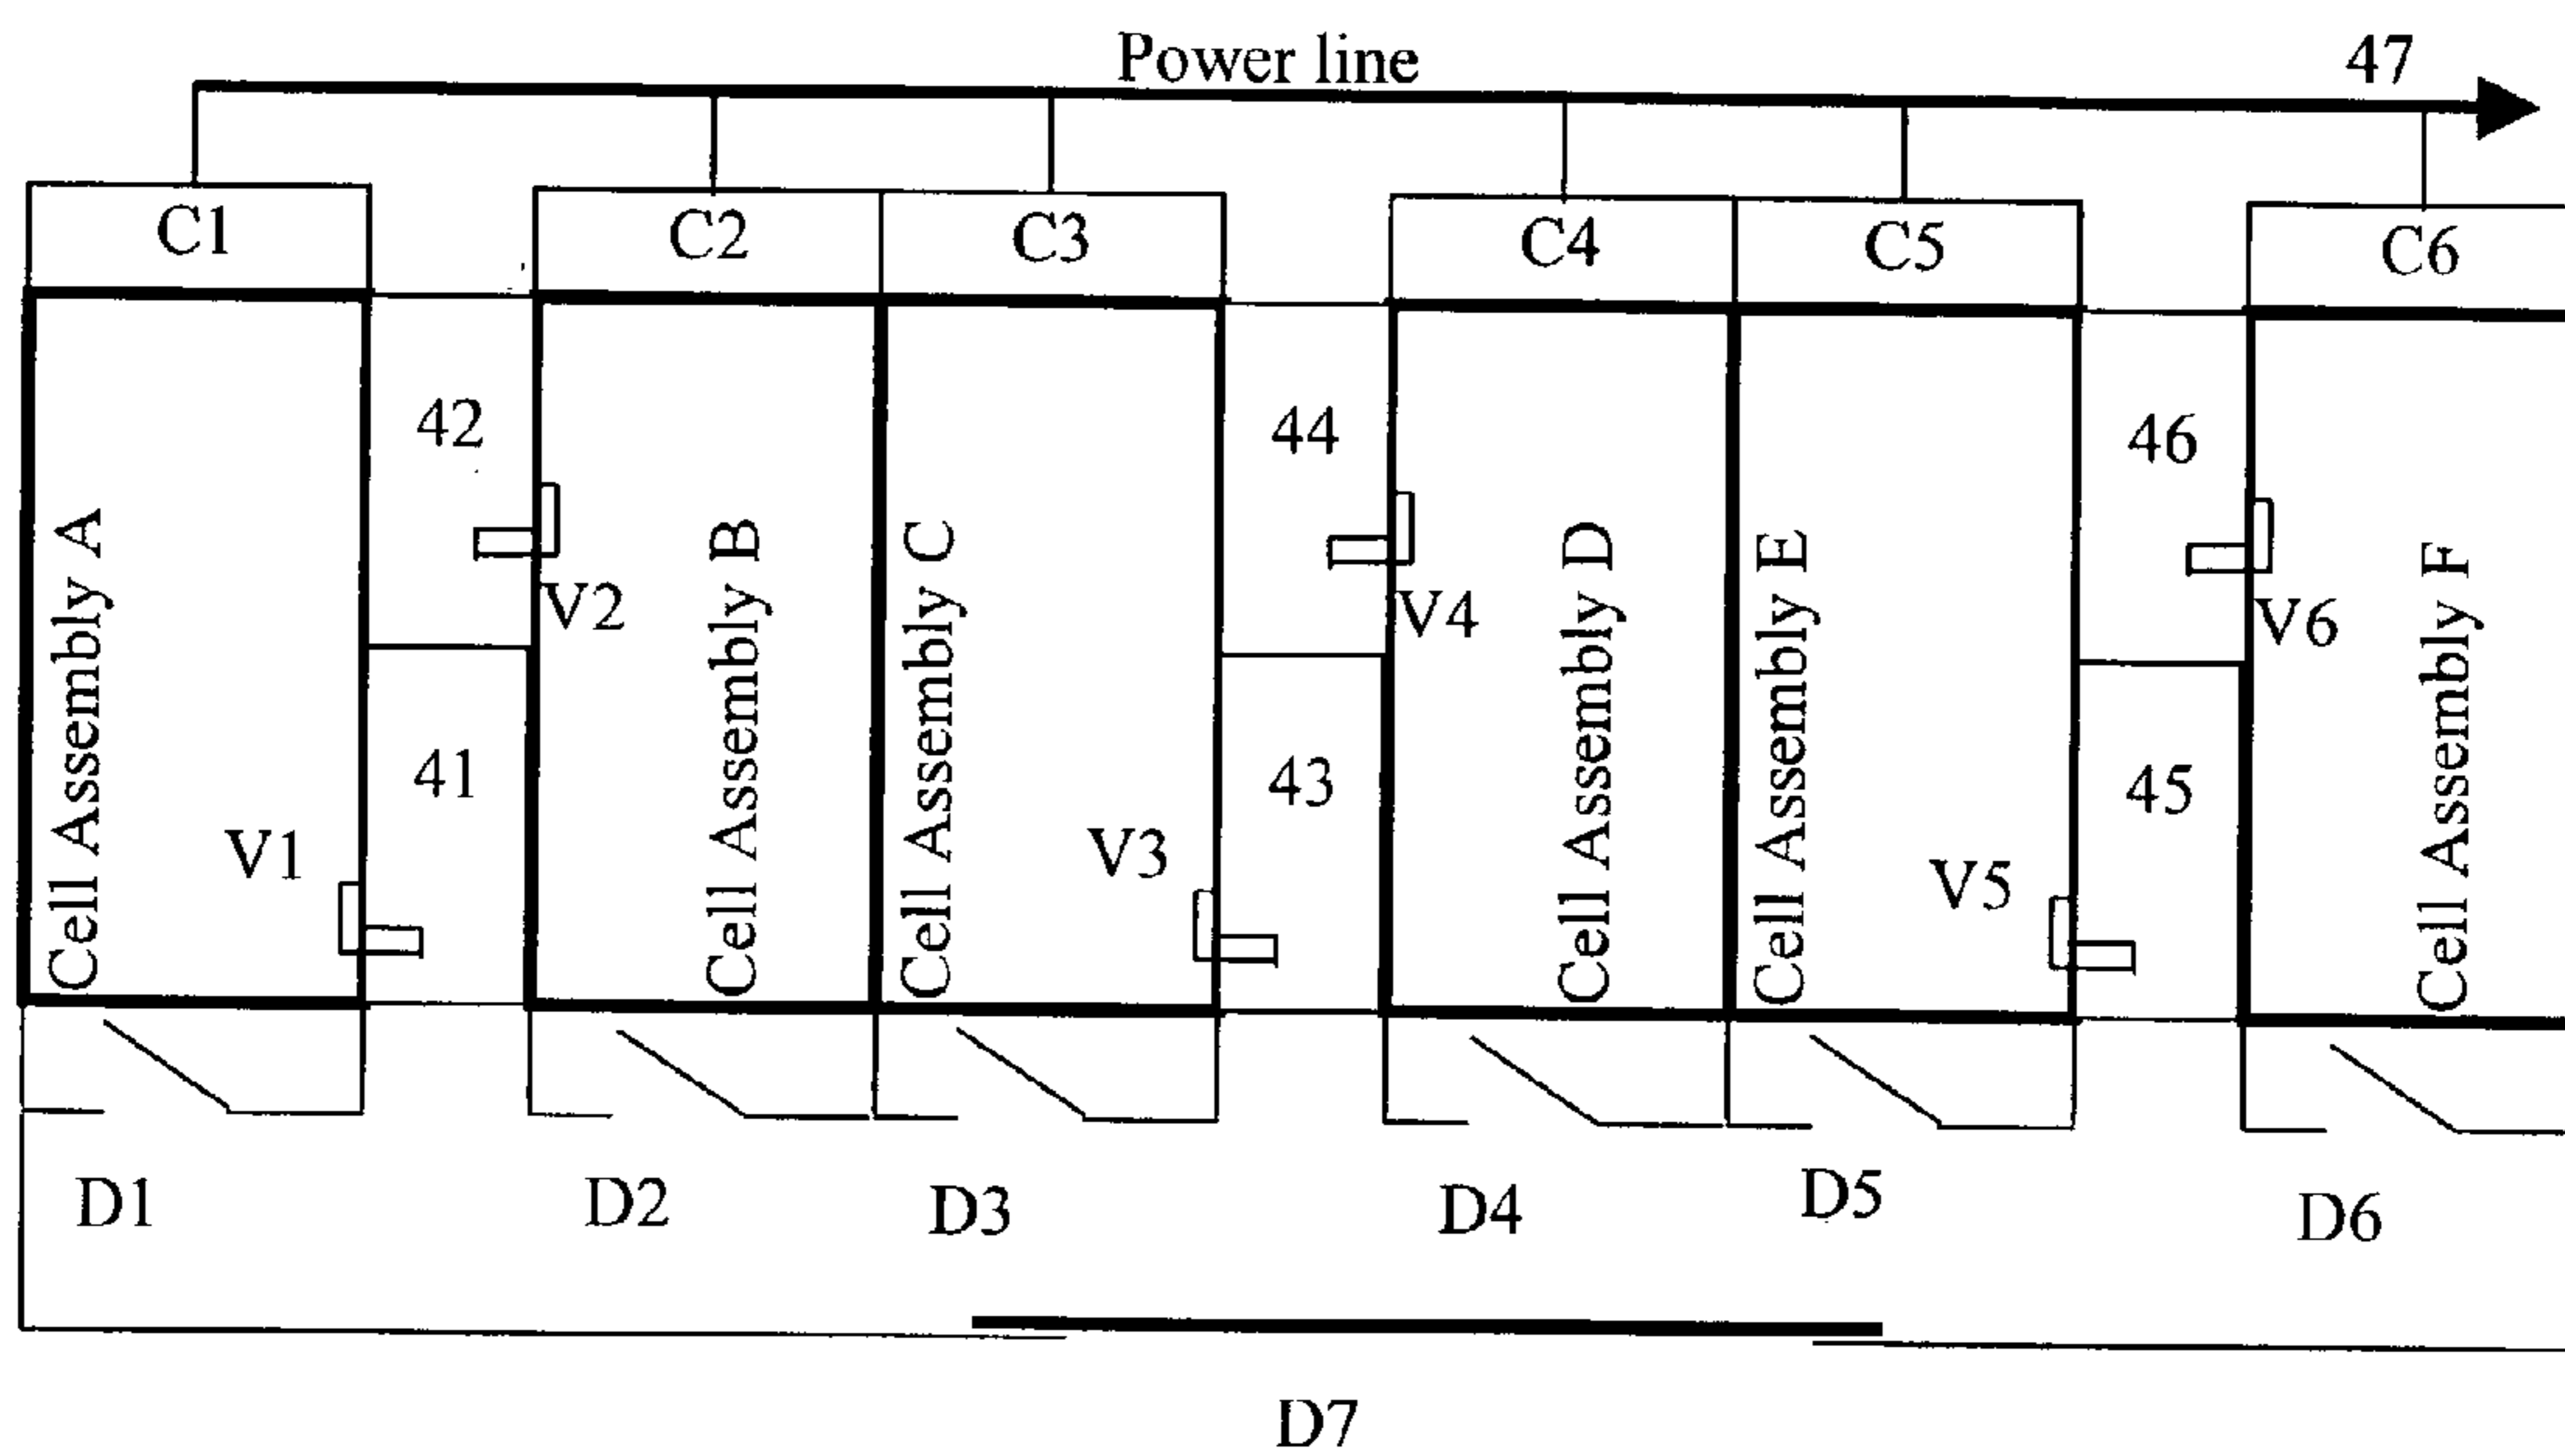 Power line
47
C1
C2
C3
C4
C5
C6
42
44
46
V2
V4
V6
Cell Assembly A
Cell Assembly B
Cell Assembly C
Cell Assembly D
Cell Assembly E
Cell Assembly F
41
43
45
V1
V3
V5
D1
D2
D3
D4
D5
D6
D7